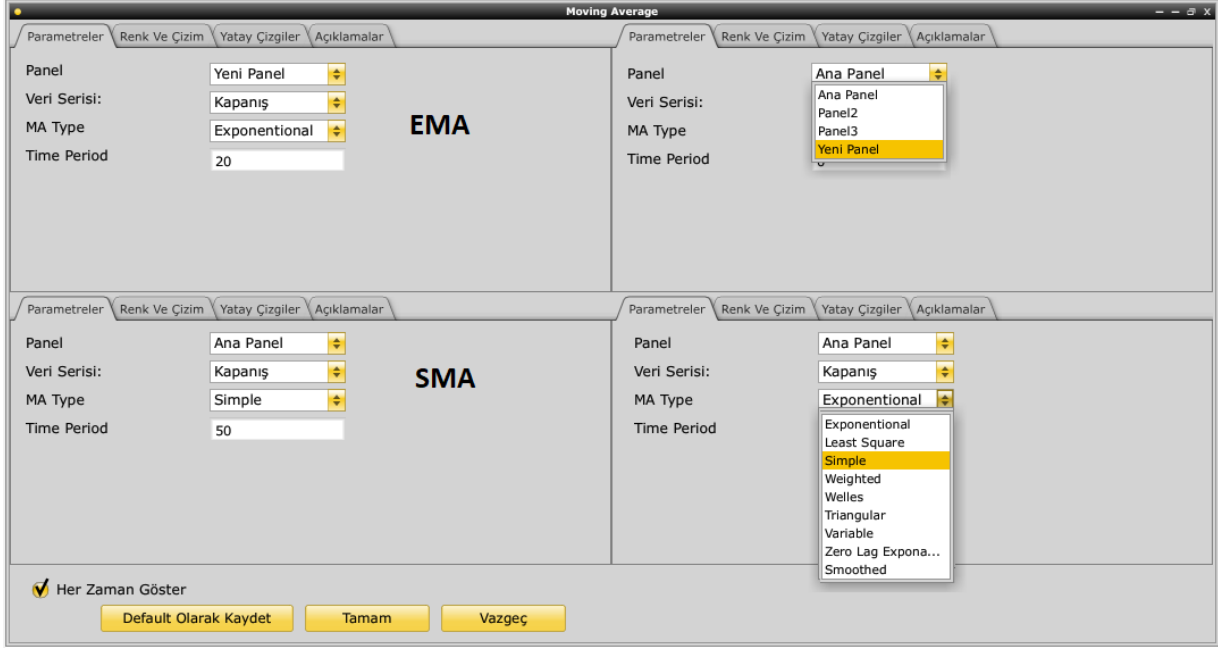 Moving Average
Parametreler Renk Ve Çizim Yatay Çizgiler Açıklamalar
Panel Yeni Panel
Veri Serisi: Kapanış
MA Type Exponentional
Time Period 20
EMA
Parametreler Renk Ve Çizim Yatay Çizgiler Açıklamalar
Panel Ana Panel
Veri Serisi:
MA Type
Time Period
Ana Panel
Panel2
Panel3
Yeni Panel
Parametreler Renk Ve Çizim Yatay Çizgiler Açıklamalar
Panel Ana Panel
Veri Serisi: Kapanış
MA Type Simple
Time Period 50
SMA
Parametreler Renk Ve Çizim Yatay Çizgiler Açıklamalar
Panel Ana Panel
Veri Serisi: Kapanış
MA Type Exponentional
Time Period
Exponentional
Least Square
Simple
Weighted
Welles
Triangular
Variable
Zero Lag Expona...
Smoothed
Her Zaman Göster
Default Olarak Kaydet Tamam Vazgeç